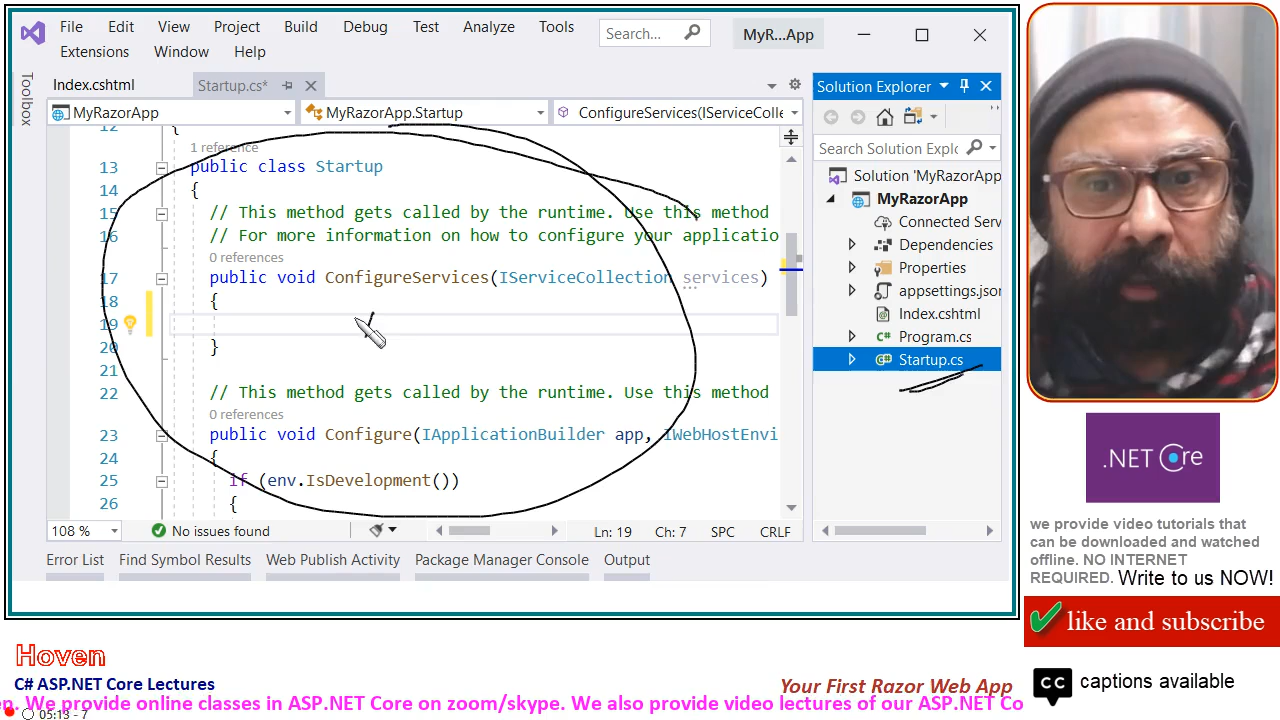 File Edit View Project Build Debug Test Analyze Tools Search... MyR...App
Extensions Window Help
Toolbox
Index.cshtml Startup.cs*
MyRazorApp MyRazorApp.Startup ConfigureServices(IServiceColle
12 {
1 reference
13 public class Startup
14 {
15 // This method gets called by the runtime. Use this method
16 // For more information on how to configure your applicatio
0 references
17 public void ConfigureServices(IServiceCollection services)
18 {
19
20 }
21
22 // This method gets called by the runtime. Use this method
0 references
23 public void Configure(IApplicationBuilder app, IWebHostEnvi
24 {
25 if (env.IsDevelopment())
26 {
108 % No issues found Ln: 19 Ch: 7 SPC CRLF
Error List Find Symbol Results Web Publish Activity Package Manager Console Output
Solution Explorer
Search Solution Explo
Solution 'MyRazorApp
MyRazorApp
Connected Serv
Dependencies
Properties
appsettings.json
Index.cshtml
C# Program.cs
C# Startup.cs
.NET Core
we provide video tutorials that
can be downloaded and watched
offline. NO INTERNET
REQUIRED. Write to us NOW!
like and subscribe
CC captions available
Hoven
C# ASP.NET Core Lectures
Your First Razor Web App
en. We provide online classes in ASP.NET Core on zoom/skype. We also provide video lectures of our ASP.NET Co
05:13 - 7